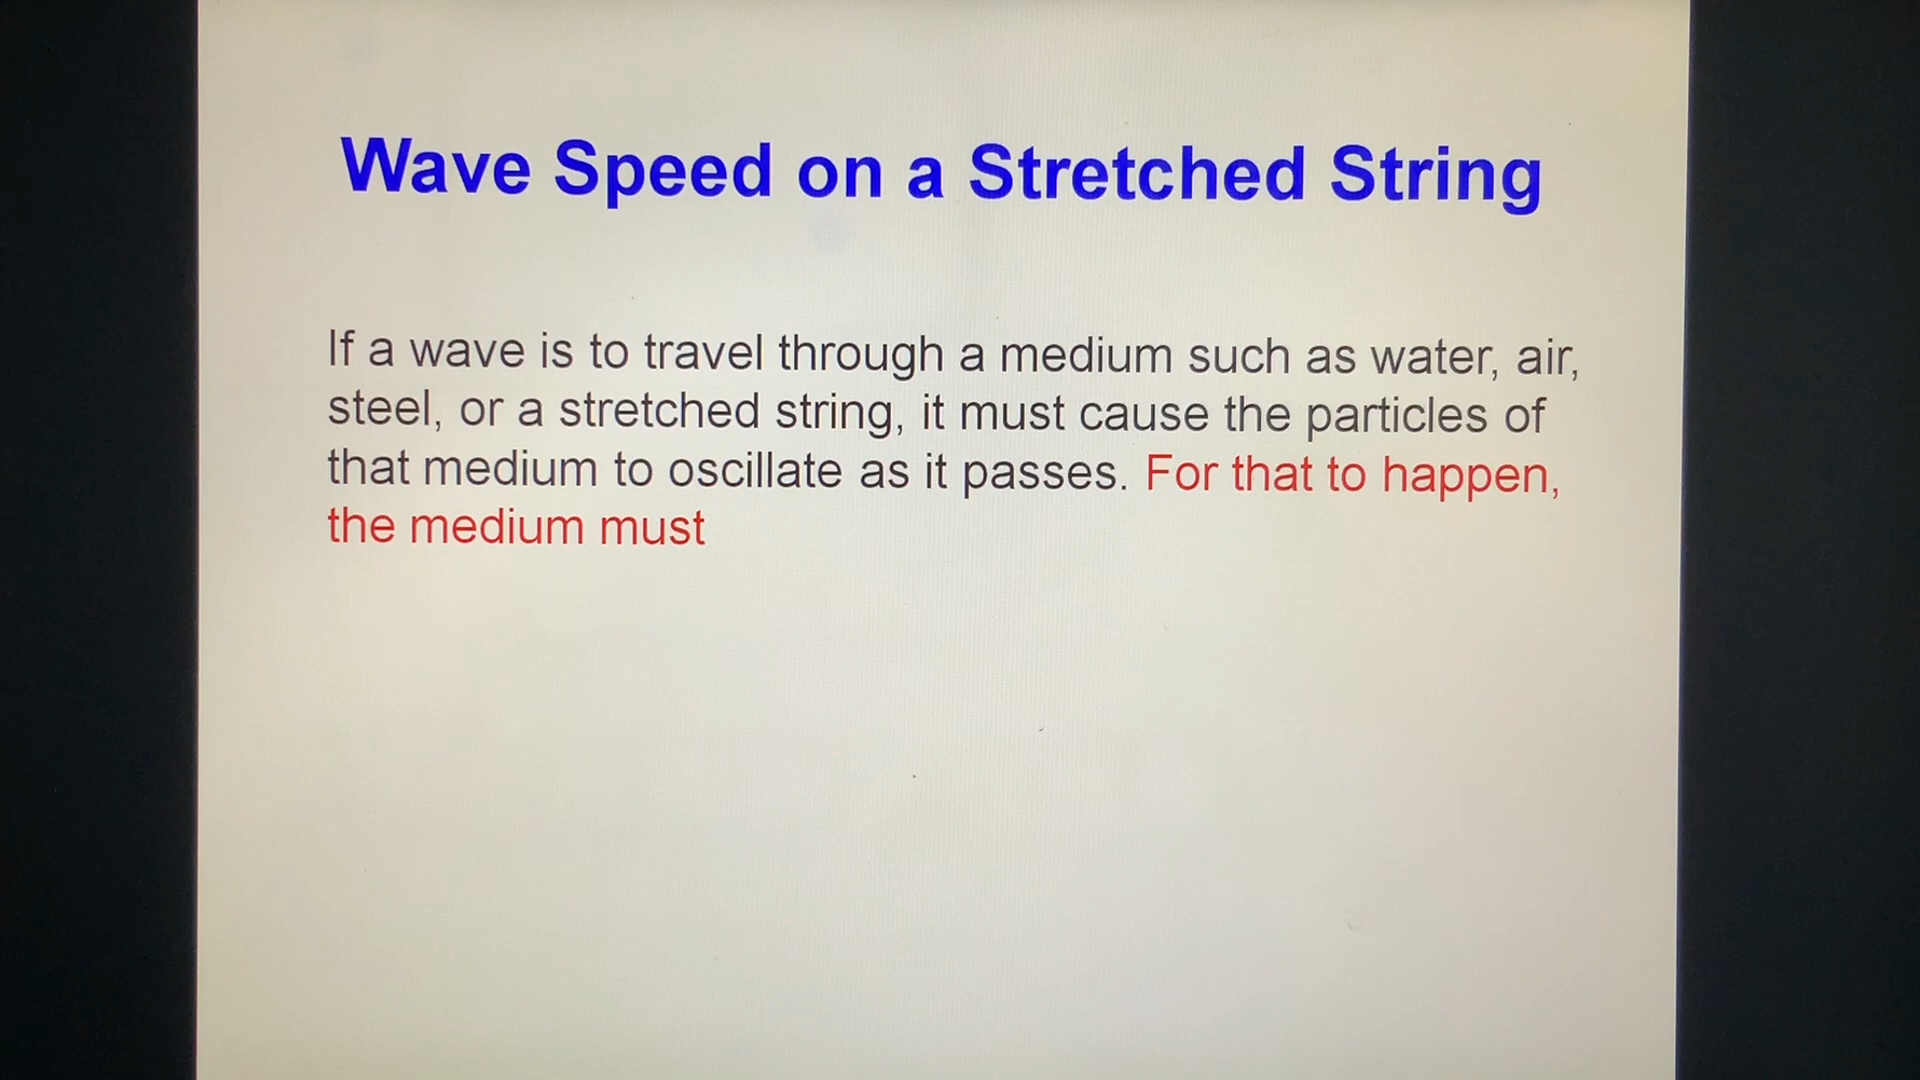 Wave Speed on a Stretched String
If a wave is to travel through a medium such as water, air,
steel, or a stretched string, it must cause the particles of
that medium to oscillate as it passes. For that to happen,
the medium must